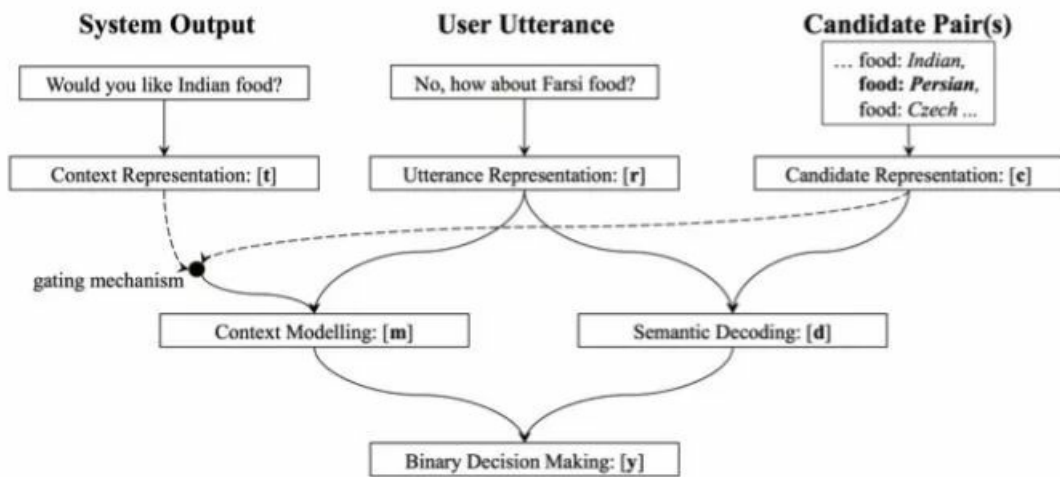 System Output
User Utterance
Candidate Pair(s)
Would you like Indian food?
No, how about Farsi food?
... food: Indian,
food: Persian,
food: Czech ...
Context Representation: [t]
Utterance Representation: [r]
Candidate Representation: [c]
gating mechanism
Context Modelling: [m]
Semantic Decoding: [d]
Binary Decision Making: [y]